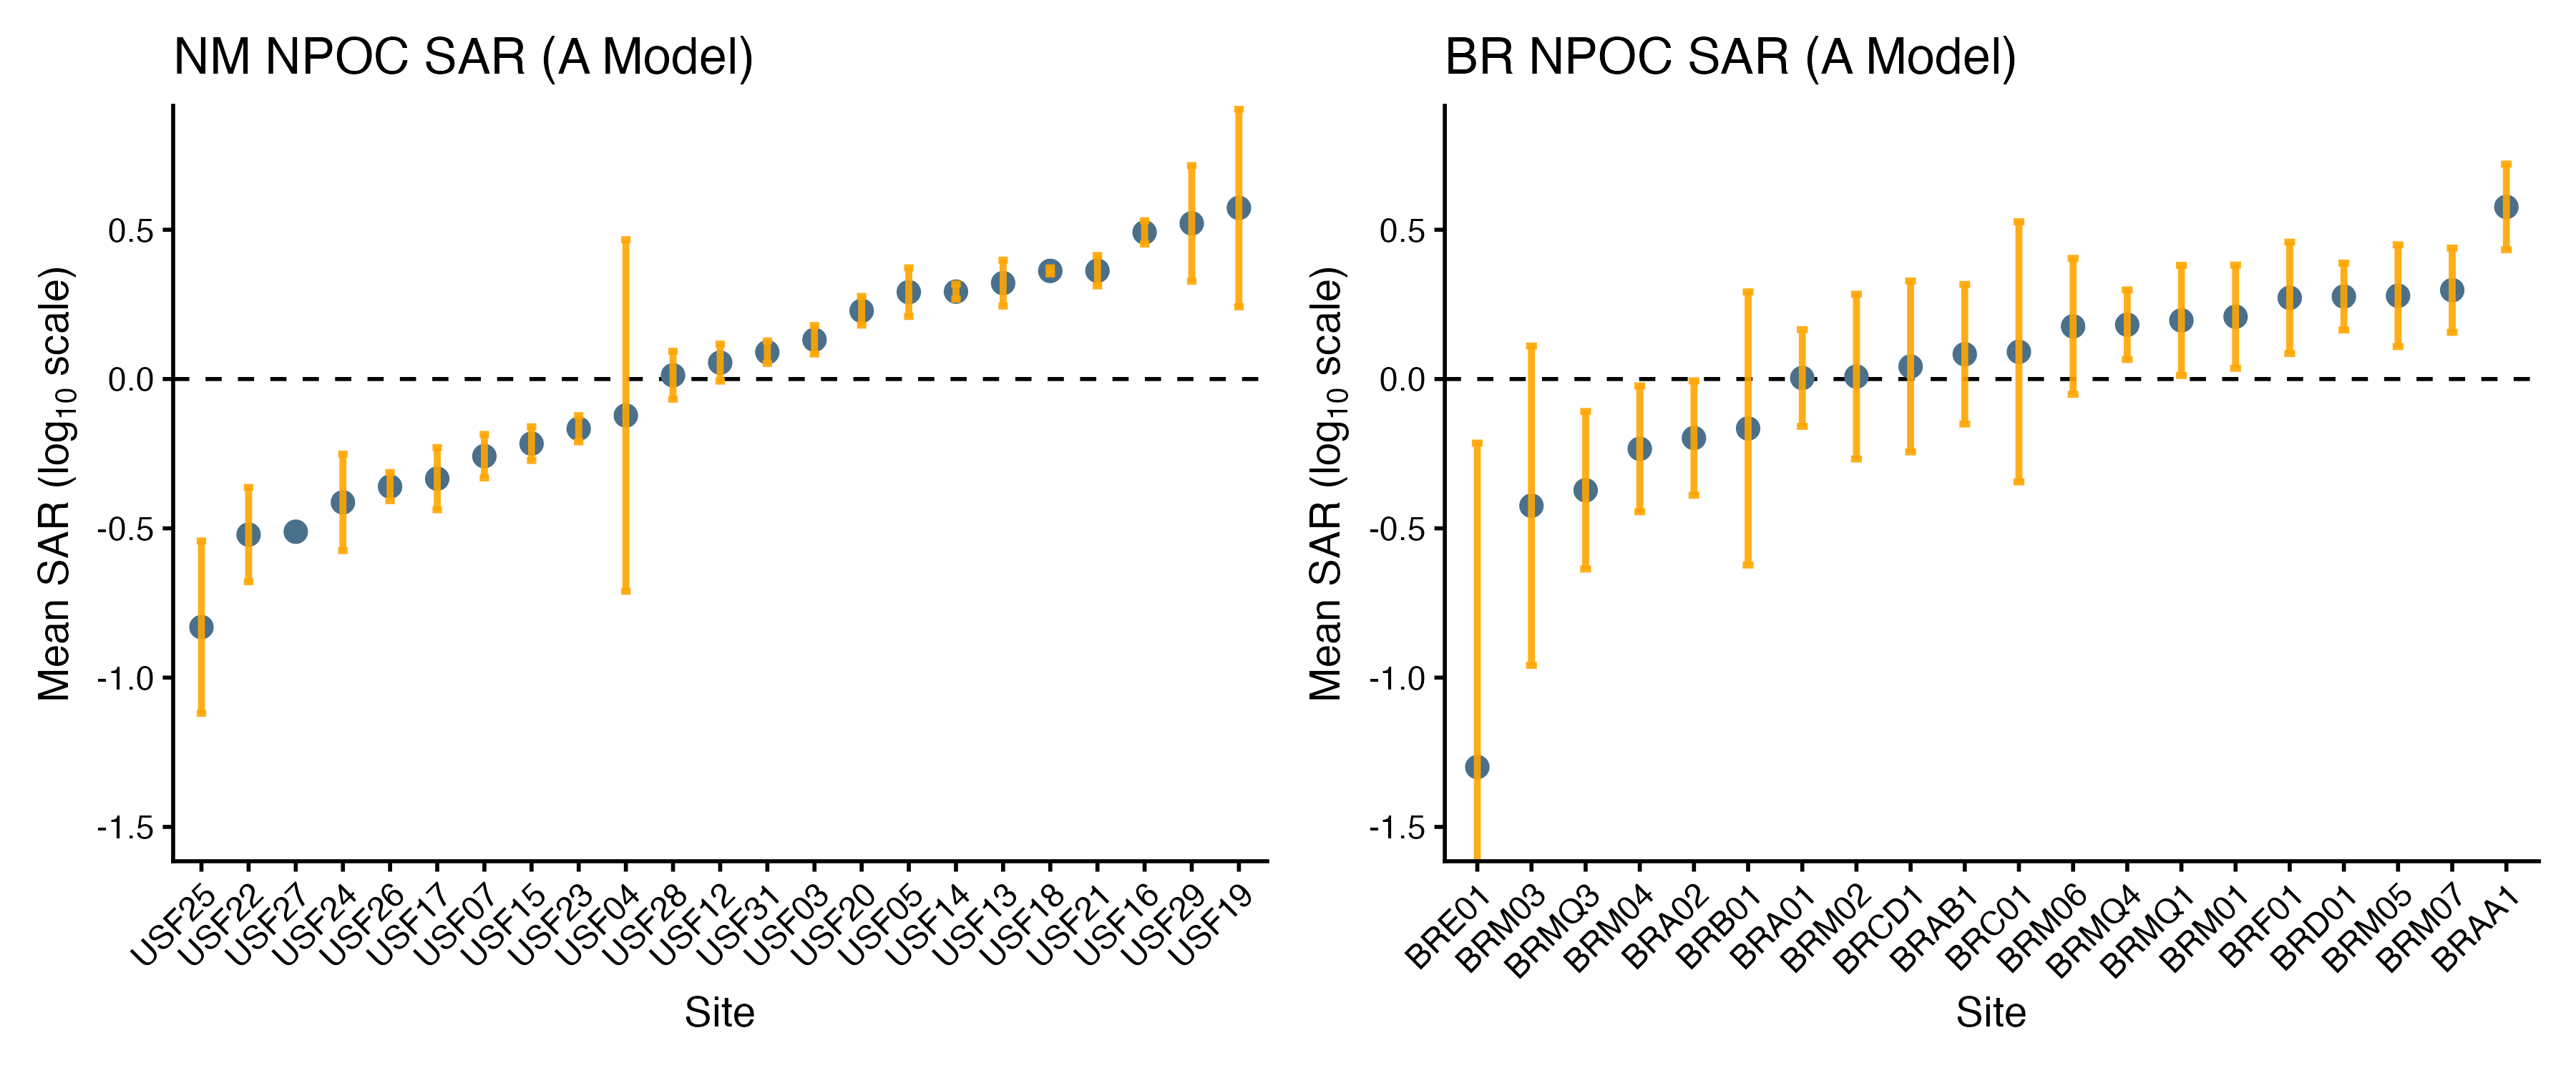 NM NPOC SAR (A Model)
Mean SAR (log10 scale)
0.5
0.0
-0.5
-1.0
-1.5
USF25
USF22
USF27
USF24
USF26
USF17
USF07
USF15
USF23
USF04
USF28
USF12
USF31
USF03
USF20
USF05
USF14
USF13
USF18
USF21
USF16
USF29
USF19
Site
BR NPOC SAR (A Model)
Mean SAR (log10 scale)
0.5
0.0
-0.5
-1.0
-1.5
BRE01
BRM03
BRMQ3
BRM04
BRA02
BRB01
BRA01
BRM02
BRCD1
BRAB1
BRC01
BRM06
BRMQ4
BRMQ1
BRM01
BRF01
BRD01
BRM05
BRM07
BRAA1
Site